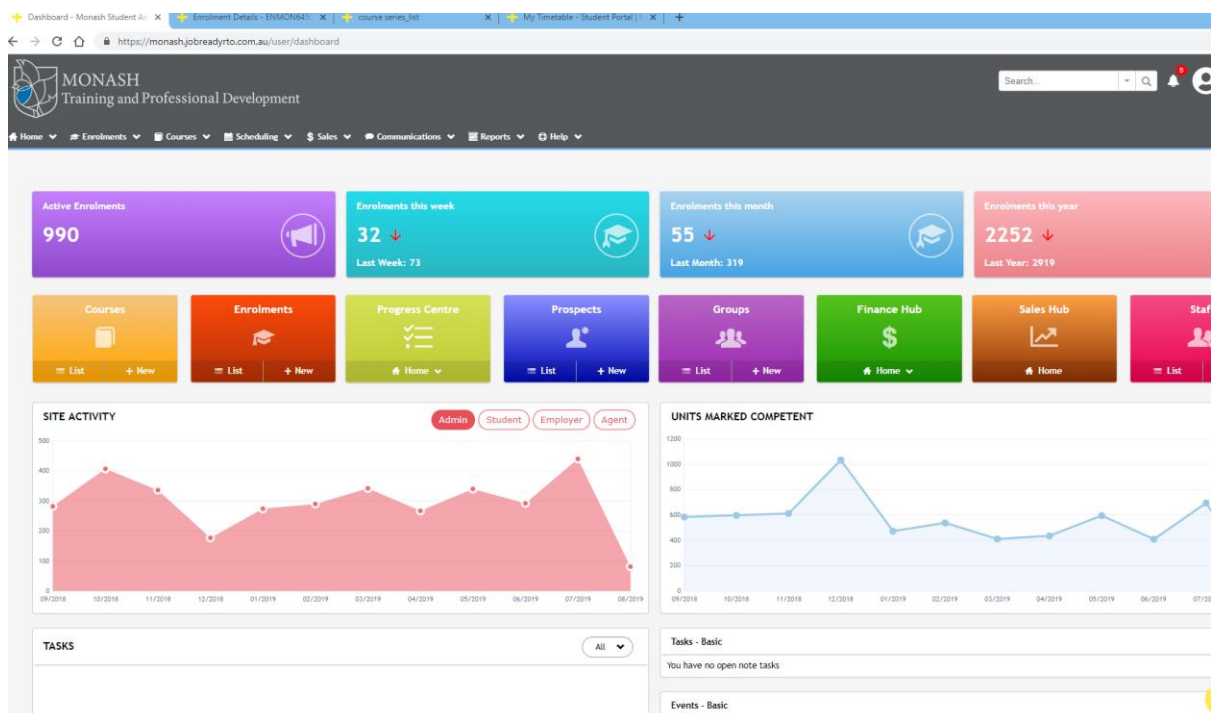 Dashboard - Monash Student Ad
Enrolment Details - ENMON645
course series_list
My Timetable - Student Portal |
https://monash.jobreadyrto.com.au/user/dashboard
MONASH
Training and Professional Development
Search...
5
Home Enrolments Courses Scheduling $ Sales Communications Reports Help
Active Enrolments
990
Enrolments this week
32
Last Week: 73
Enrolments this month
55
Last Month: 319
Enrolments this year
2252
Last Year: 2919
Courses
List + New
Enrolments
List + New
Progress Centre
Home
Prospects
List + New
Groups
List + New
Finance Hub
$
Home
Sales Hub
Home
Staf
List
SITE ACTIVITY
Admin Student Employer Agent
500
400
300
200
100
0
09/2018 10/2018 11/2018 12/2018 01/2019 02/2019 03/2019 04/2019 05/2019 06/2019 07/2019 08/2019
UNITS MARKED COMPETENT
1200
1000
800
600
400
200
0
09/2018 10/2018 11/2018 12/2018 01/2019 02/2019 03/2019 04/2019 05/2019 06/2019 07/20
TASKS
All
Tasks - Basic
You have no open note tasks
Events - Basic